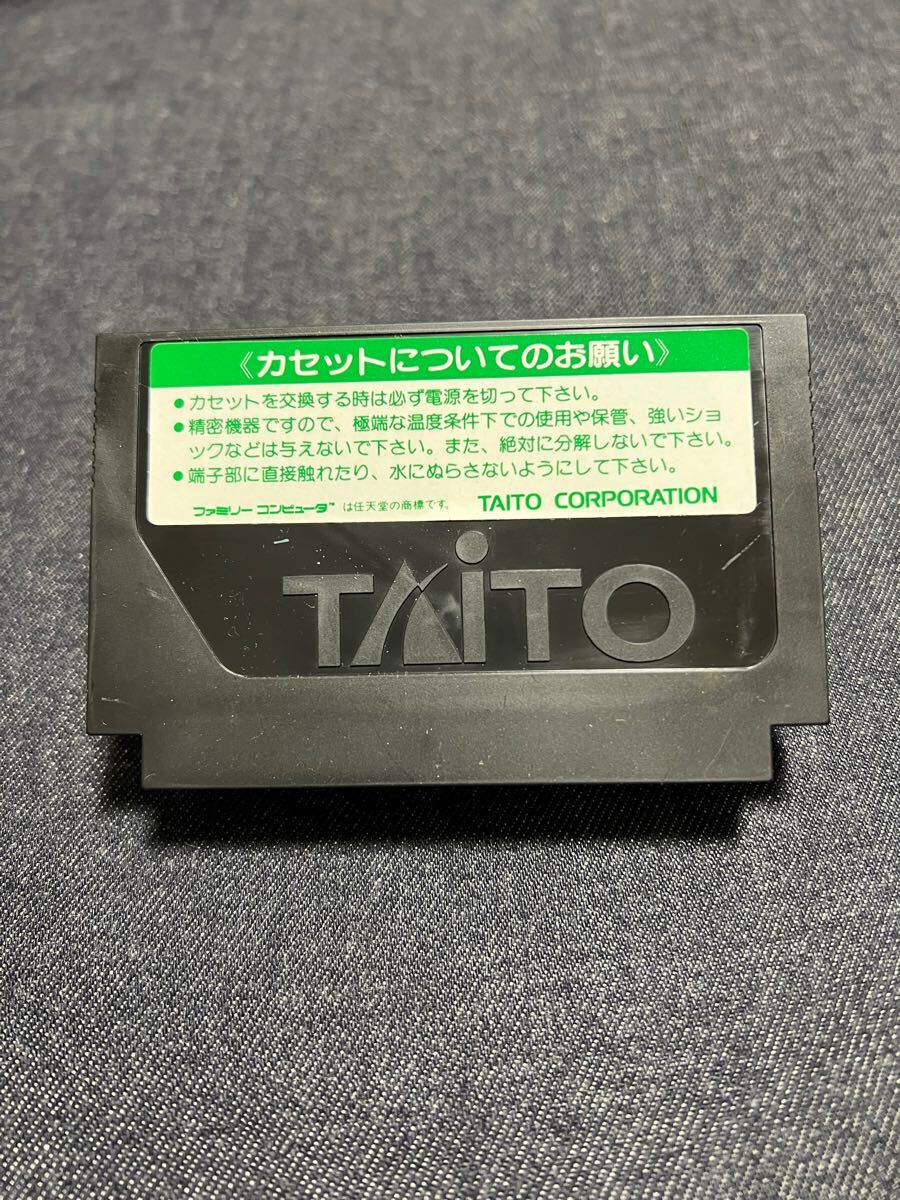 《カセットについてのお願い》
●カセットを交換する時は必ず電源を切って下さい。
●精密機器ですので、極端な温度条件下での使用や保管、強いショ
ックなどは与えないで下さい。また、絶対に分解しないで下さい。
●端子部に直接触れたり、水にぬらさないようにして下さい。
ファミリーコンピュータ™ は任天堂の商標です。 TAITO CORPORATION
TAiTO